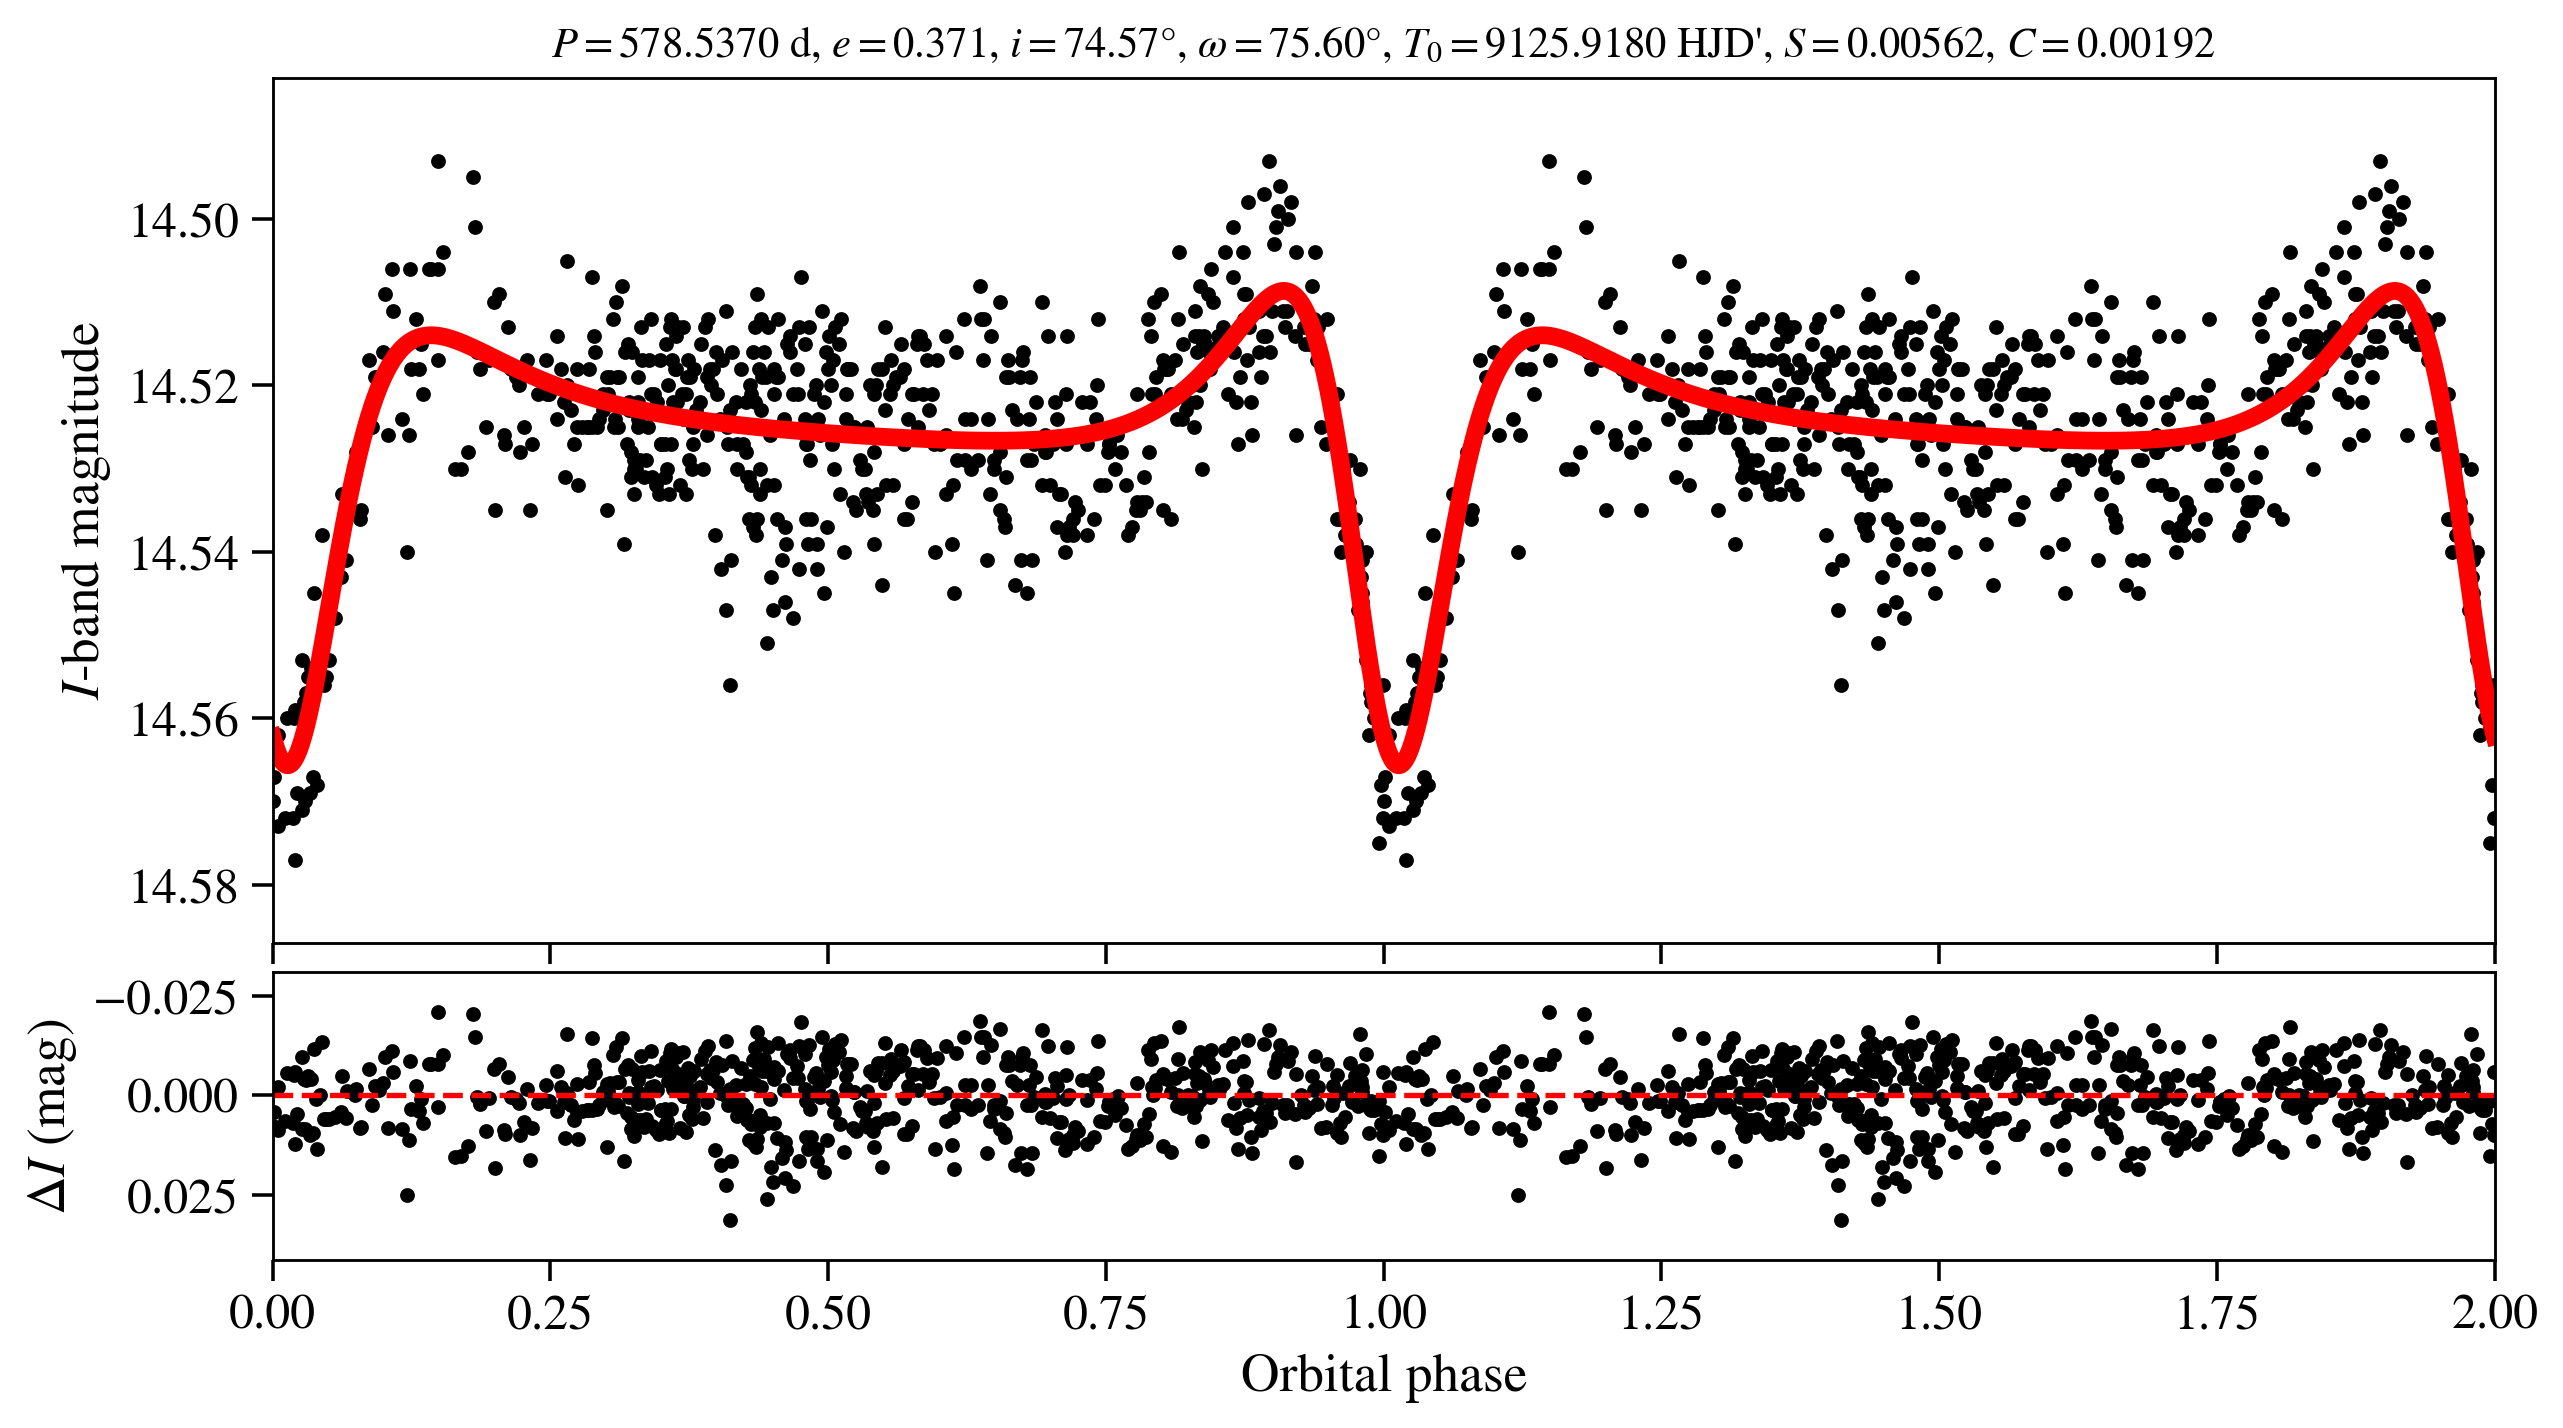 P = 578.5370 d, e = 0.371, i = 74.57°, ω = 75.60°, T₀ = 9125.9180 HJD', S = 0.00562, C = 0.00192
I-band magnitude
14.50
14.52
14.54
14.56
14.58
ΔI (mag)
−0.025
0.000
0.025
0.00 0.25 0.50 0.75 1.00 1.25 1.50 1.75 2.00
Orbital phase